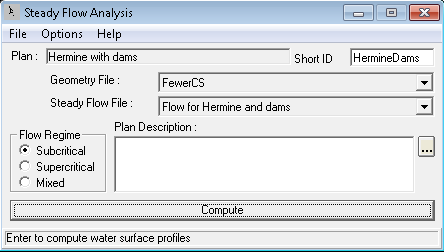 Steady Flow Analysis
File Options Help
Plan : Hermine with dams Short ID HermineDams
Geometry File : FewerCS
Steady Flow File : Flow for Hermine and dams
Flow Regime
Subcritical
Supercritical
Mixed
Plan Description :
...
Compute
Enter to compute water surface profiles